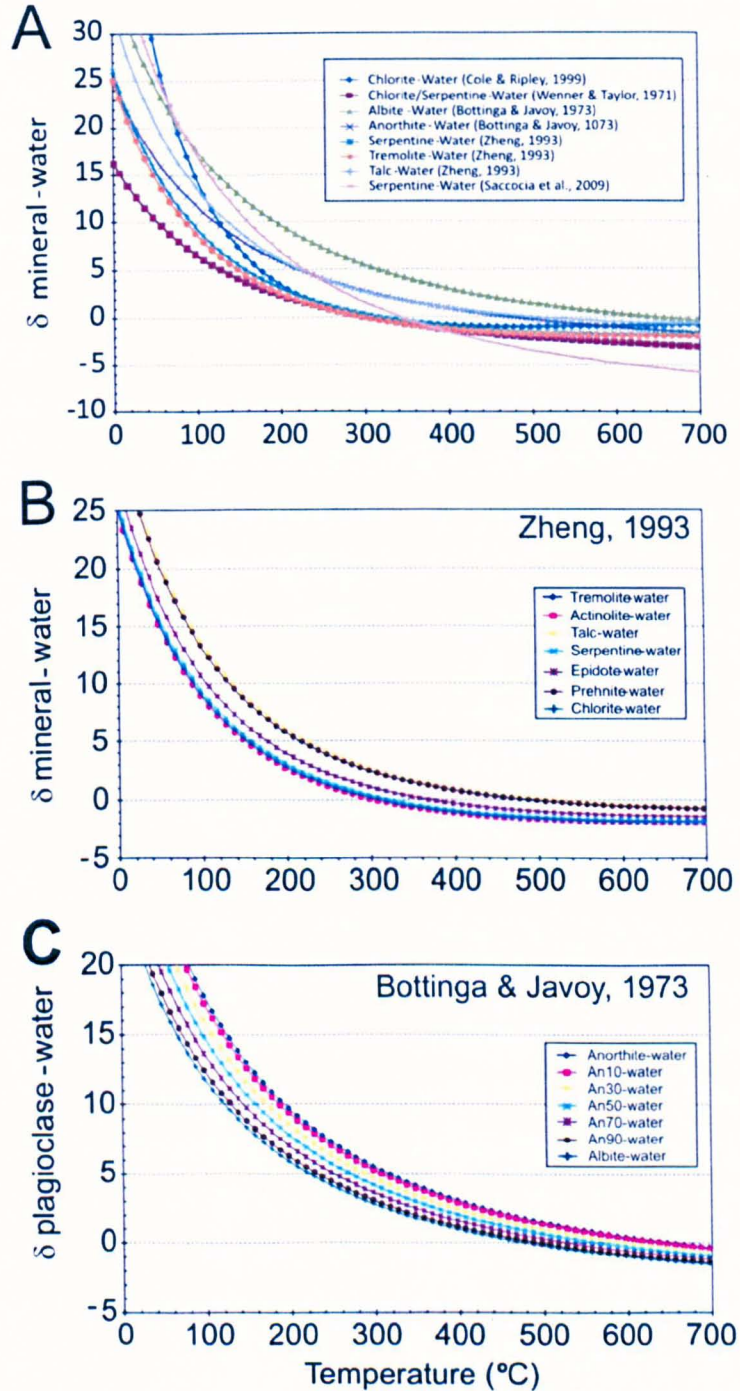 A
30
25
20
15
10
5
0
-5
-10
δ mineral-water
Chlorite-Water (Cole & Ripley, 1999)
Chlorite/Serpentine-Water (Wenner & Taylor, 1971)
Albite-Water (Bottinga & Javoy, 1973)
Anorthite-Water (Bottinga & Javoy, 1073)
Serpentine-Water (Zheng, 1993)
Tremolite-Water (Zheng, 1993)
Talc-Water (Zheng, 1993)
Serpentine-Water (Saccocia et al., 2009)
0 100 200 300 400 500 600 700
B
25
20
15
10
5
0
-5
δ mineral-water
Zheng, 1993
Tremolite-water
Actinolite-water
Talc-water
Serpentine-water
Epidote-water
Prehnite-water
Chlorite-water
0 100 200 300 400 500 600 700
C
20
15
10
5
0
-5
δ plagioclase-water
Bottinga & Javoy, 1973
Anorthite-water
An10-water
An30-water
An50-water
An70-water
An90-water
Albite-water
0 100 200 300 400 500 600 700
Temperature (ºC)